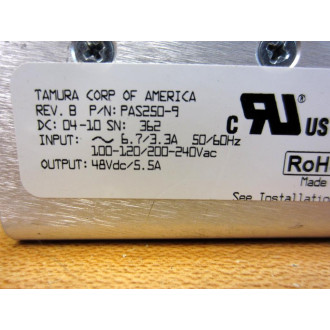 TAMURA CORP OF AMERICA
REV. B P/N: PAS250-9
DC: 04-10 SN: 362
INPUT: ~ 6.7/3.3A 50/60Hz
100-120/200-240Vac
OUTPUT: 48Vdc/5.5A
c RU US
RoH
Made
See Installation